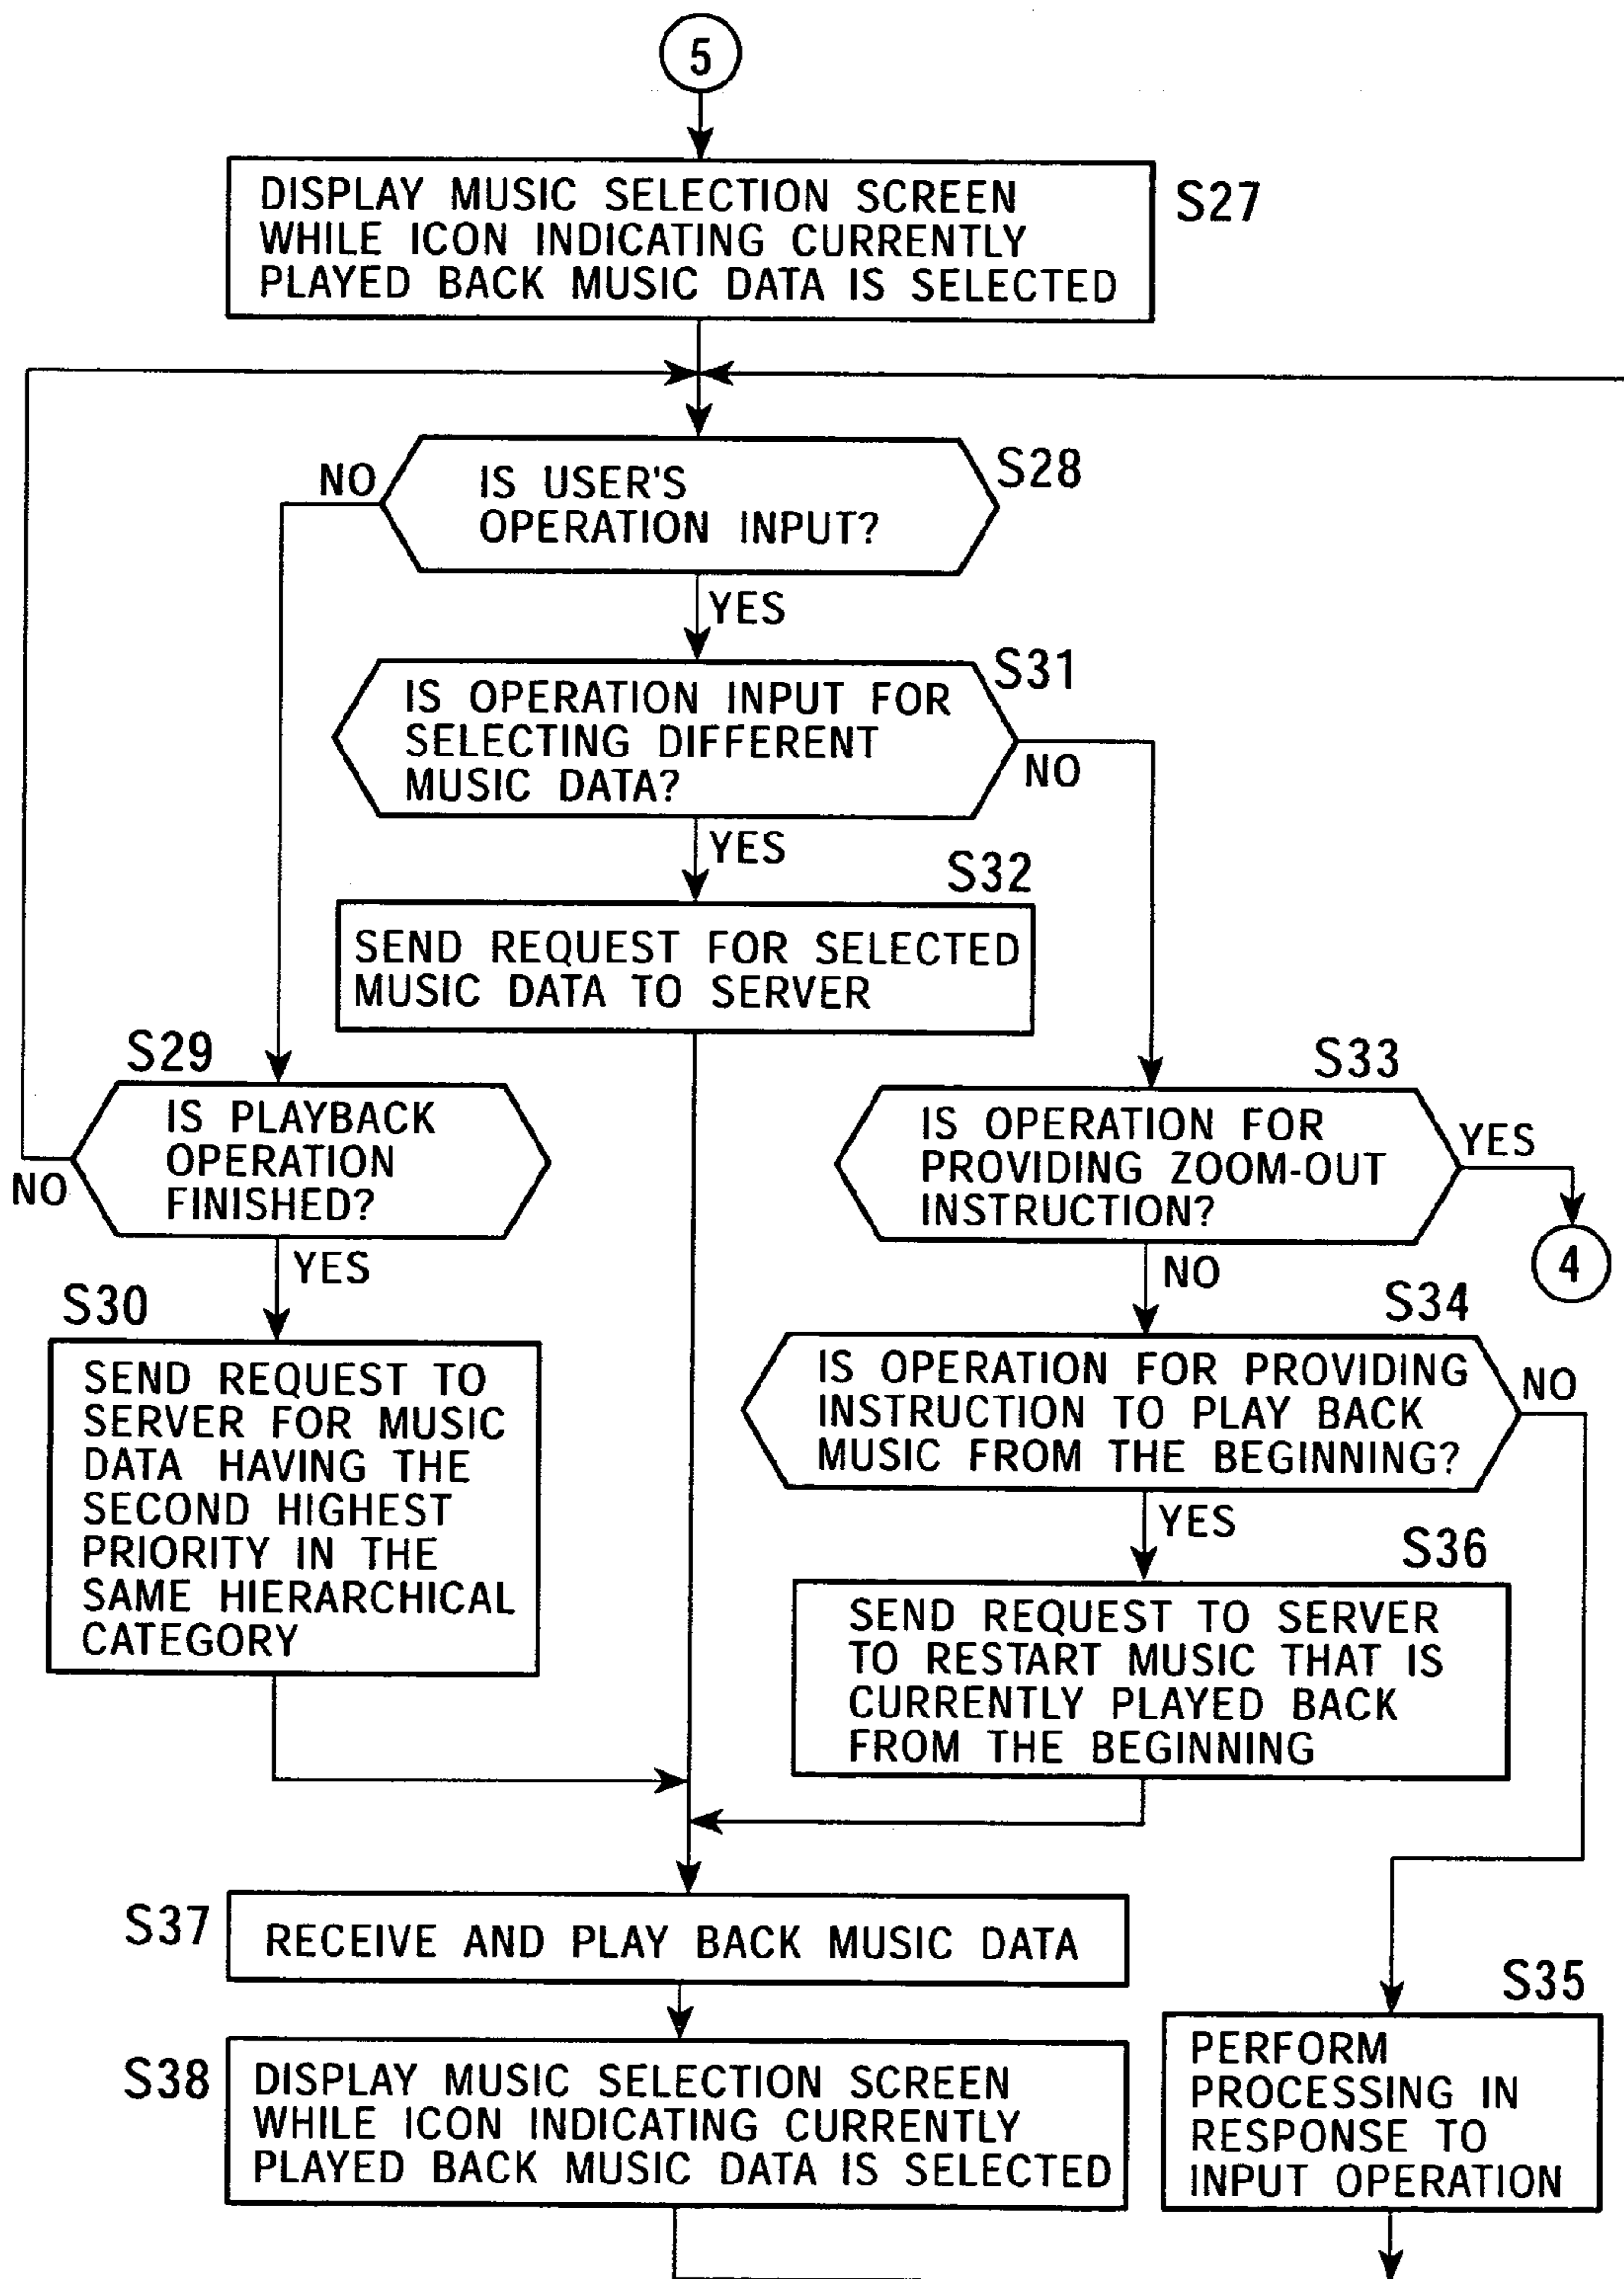 5
DISPLAY MUSIC SELECTION SCREEN
WHILE ICON INDICATING CURRENTLY
PLAYED BACK MUSIC DATA IS SELECTED
S27
NO
IS USER'S
OPERATION INPUT?
S28
YES
IS OPERATION INPUT FOR
SELECTING DIFFERENT
MUSIC DATA?
S31
NO
YES
S32
SEND REQUEST FOR SELECTED
MUSIC DATA TO SERVER
S29
IS PLAYBACK
OPERATION
FINISHED?
NO
YES
S33
IS OPERATION FOR
PROVIDING ZOOM-OUT
INSTRUCTION?
YES
4
NO
S30
SEND REQUEST TO
SERVER FOR MUSIC
DATA HAVING THE
SECOND HIGHEST
PRIORITY IN THE
SAME HIERARCHICAL
CATEGORY
S34
IS OPERATION FOR PROVIDING
INSTRUCTION TO PLAY BACK
MUSIC FROM THE BEGINNING?
NO
YES
S36
SEND REQUEST TO SERVER
TO RESTART MUSIC THAT IS
CURRENTLY PLAYED BACK
FROM THE BEGINNING
S37
RECEIVE AND PLAY BACK MUSIC DATA
S35
PERFORM
PROCESSING IN
RESPONSE TO
INPUT OPERATION
S38
DISPLAY MUSIC SELECTION SCREEN
WHILE ICON INDICATING CURRENTLY
PLAYED BACK MUSIC DATA IS SELECTED